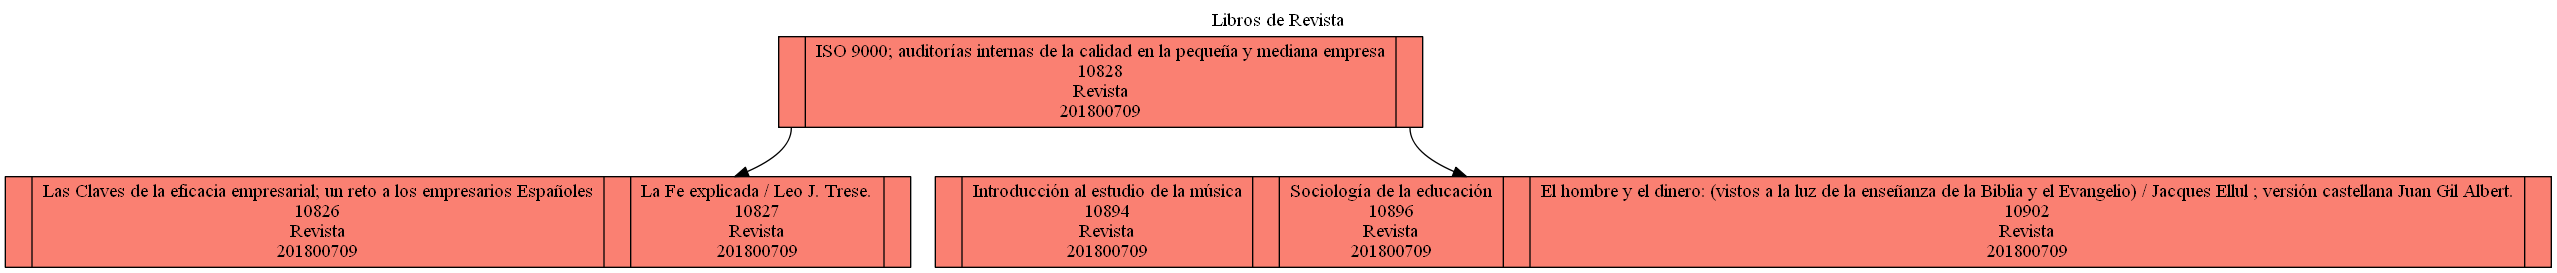 Libros de Revista
ISO 9000; auditorías internas de la calidad en la pequeña y mediana empresa
10828
Revista
201800709
Las Claves de la eficacia empresarial; un reto a los empresarios Españoles
10826
Revista
201800709
La Fe explicada / Leo J. Trese.
10827
Revista
201800709
Introducción al estudio de la música
10894
Revista
201800709
Sociología de la educación
10896
Revista
201800709
El hombre y el dinero: (vistos a la luz de la enseñanza de la Biblia y el Evangelio) / Jacques Ellul ; versión castellana Juan Gil Albert.
10902
Revista
201800709